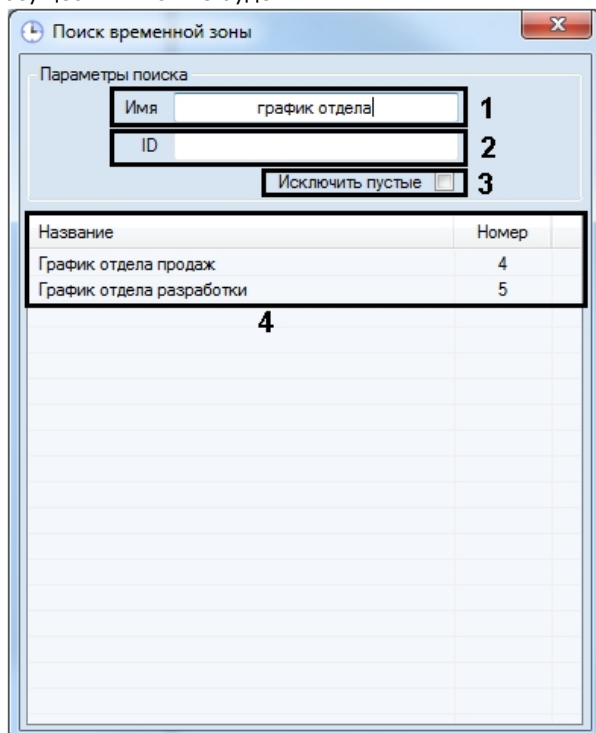 Поиск временной зоны
Параметры поиска
Имя график отдела 1
ID 2
Исключить пустые 3
Название Номер
График отдела продаж 4
График отдела разработки 5
4